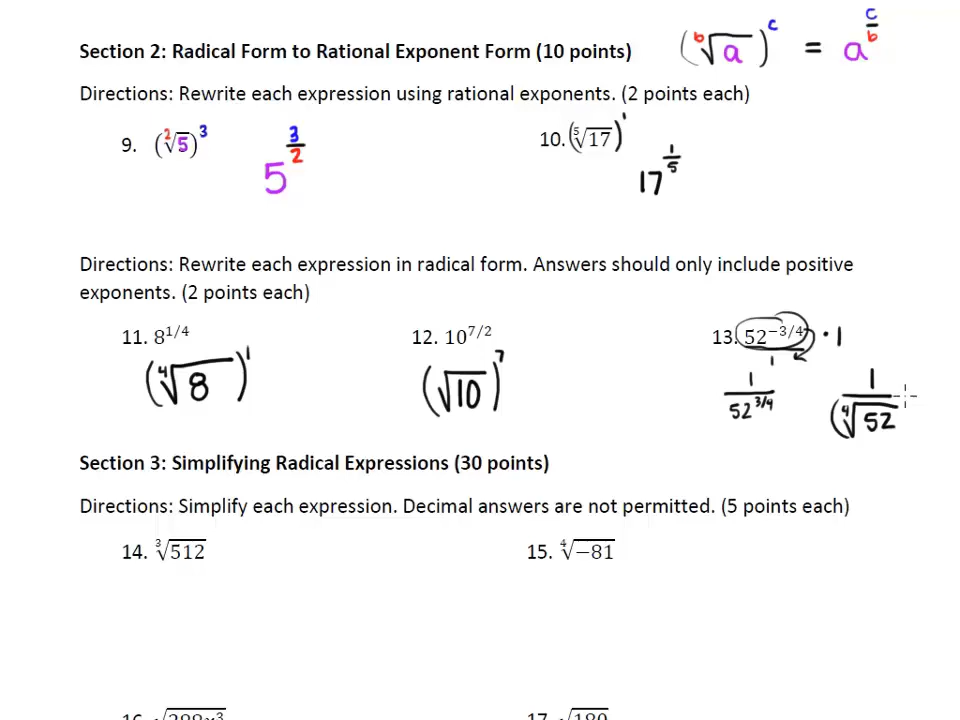 Section 2: Radical Form to Rational Exponent Form (10 points) (ᵇ√a)ᶜ = a^(c/b)
Directions: Rewrite each expression using rational exponents. (2 points each)
9. (²√5)³ 5^(3/2) 10. (⁵√17)¹ 17^(1/5)
Directions: Rewrite each expression in radical form. Answers should only include positive
exponents. (2 points each)
11. 8^(1/4) 12. 10^(7/2) 13. 52^(−3/4) · 1
(⁴√8)¹ (√10)⁷ 1/52^(3/4) 1/(⁴√52
1
Section 3: Simplifying Radical Expressions (30 points)
Directions: Simplify each expression. Decimal answers are not permitted. (5 points each)
14. ³√512 15. ⁴√−81